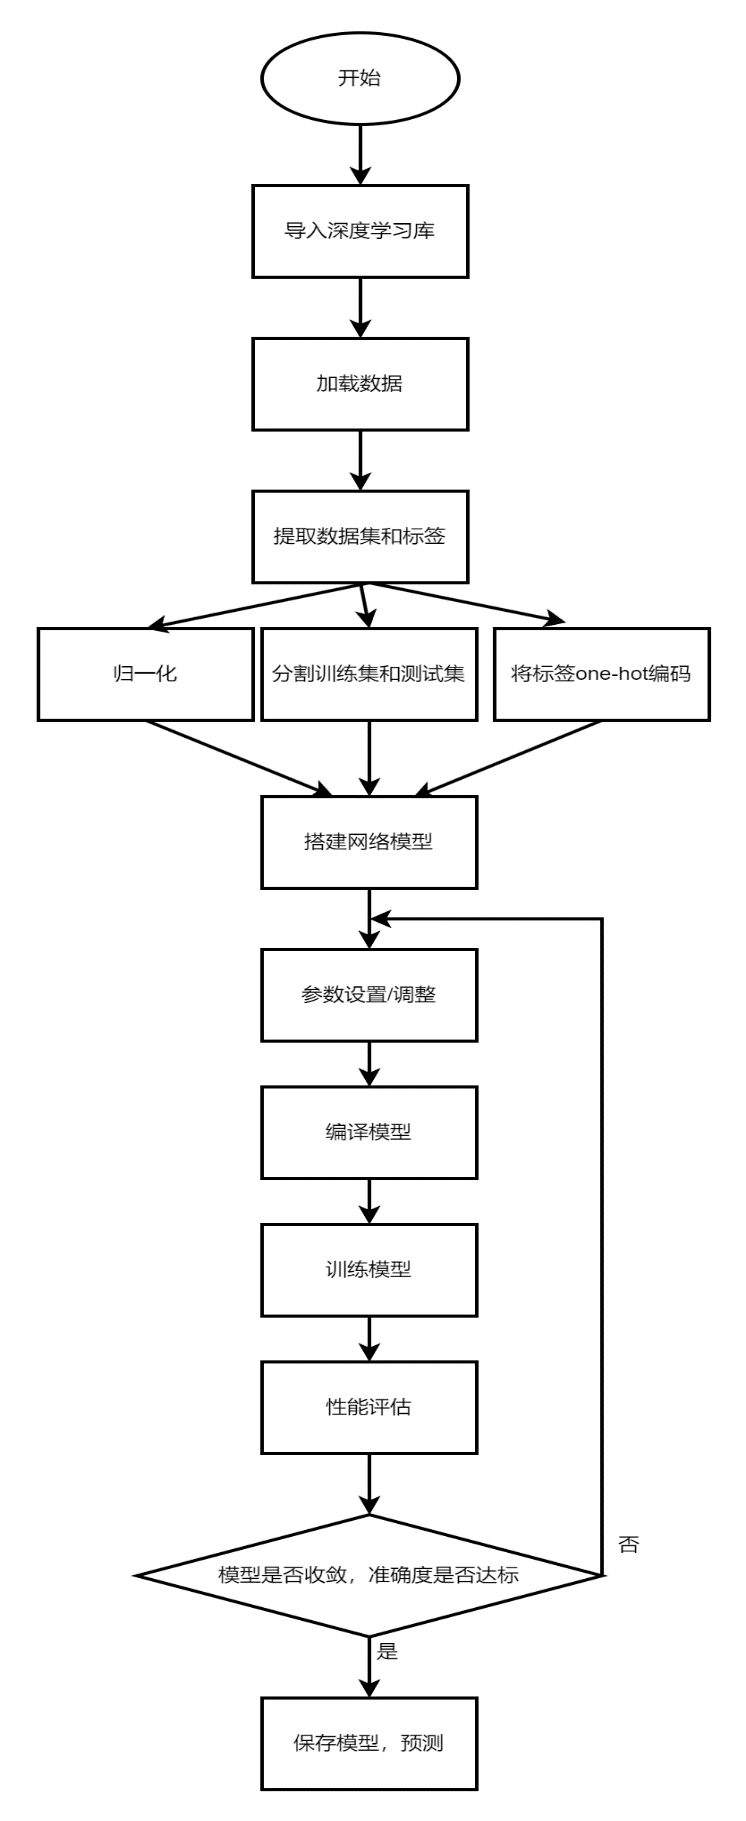 开始
导入深度学习库
加载数据
提取数据集和标签
归一化
分割训练集和测试集
将标签one-hot编码
搭建网络模型
参数设置/调整
编译模型
训练模型
性能评估
否
模型是否收敛，准确度是否达标
是
保存模型，预测